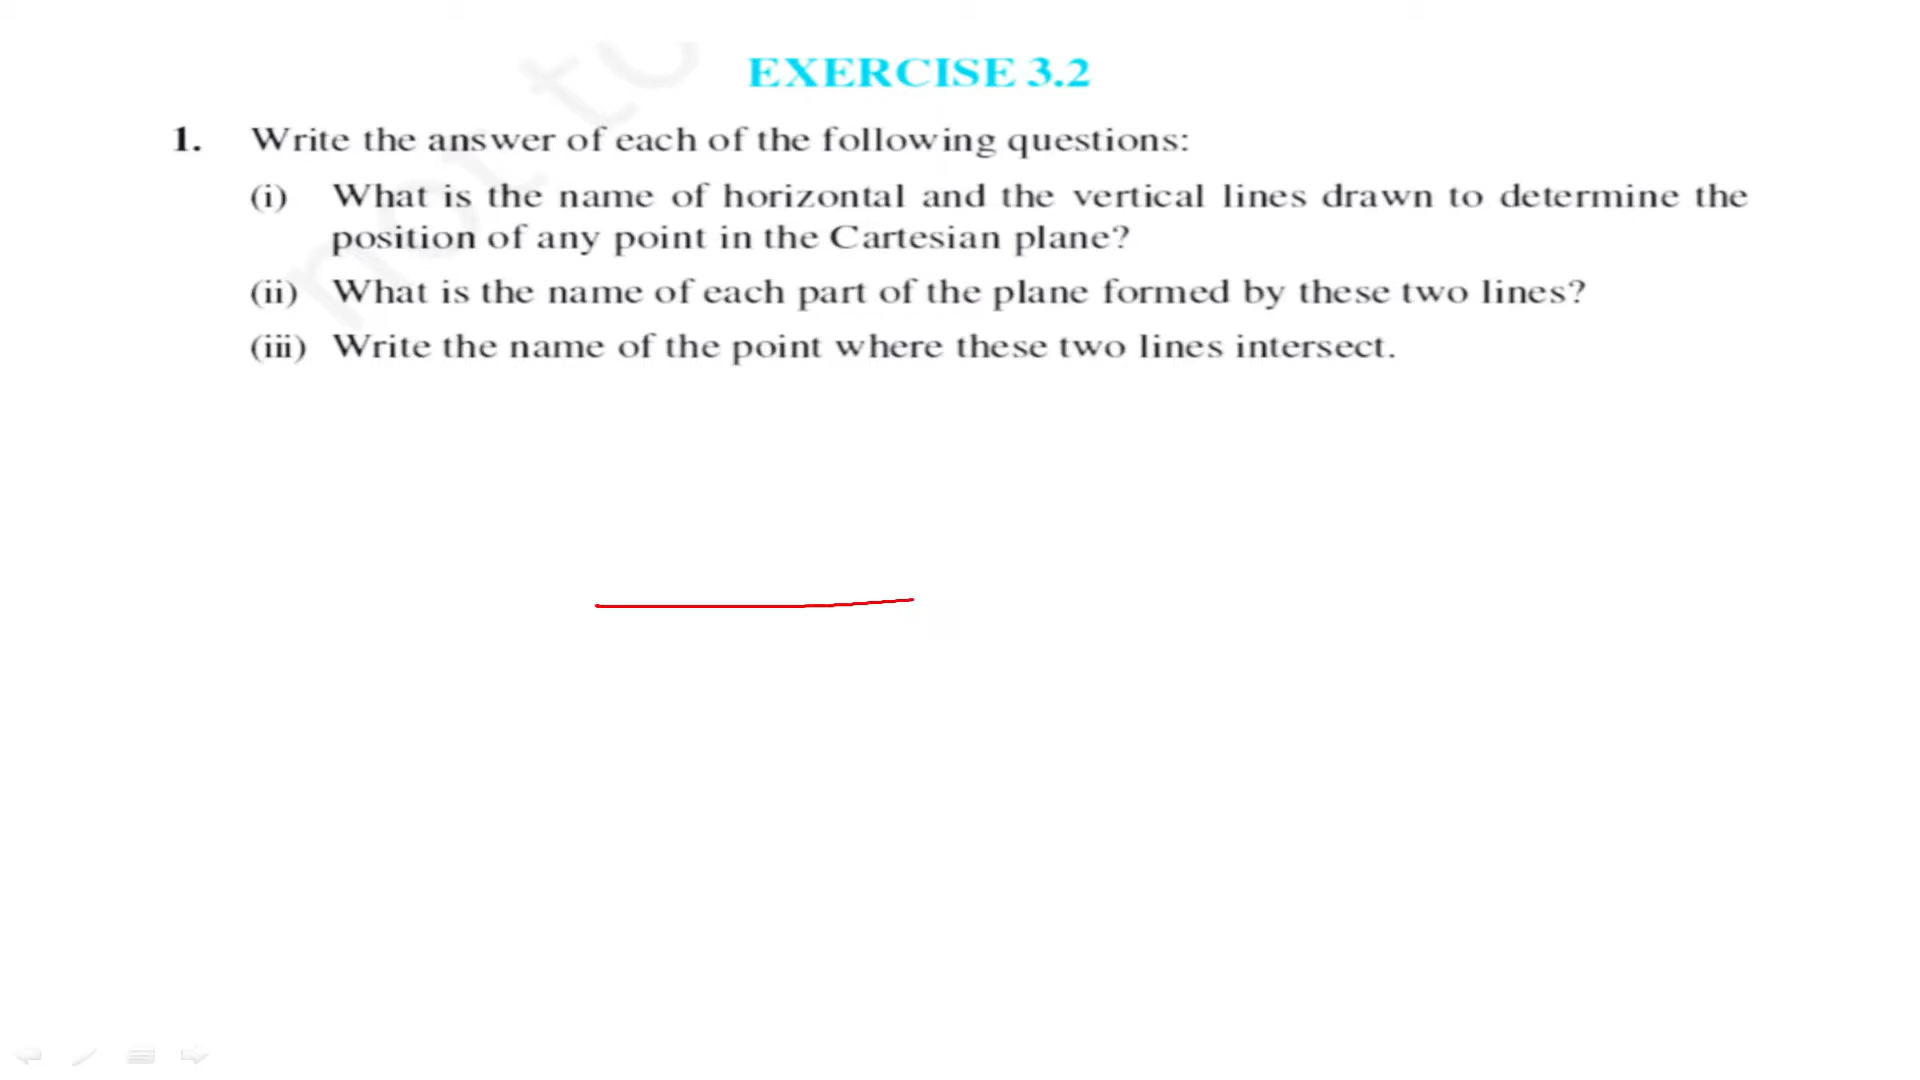 EXERCISE 3.2
1. Write the answer of each of the following questions:
(i) What is the name of horizontal and the vertical lines drawn to determine the
position of any point in the Cartesian plane?
(ii) What is the name of each part of the plane formed by these two lines?
(iii) Write the name of the point where these two lines intersect.
not to